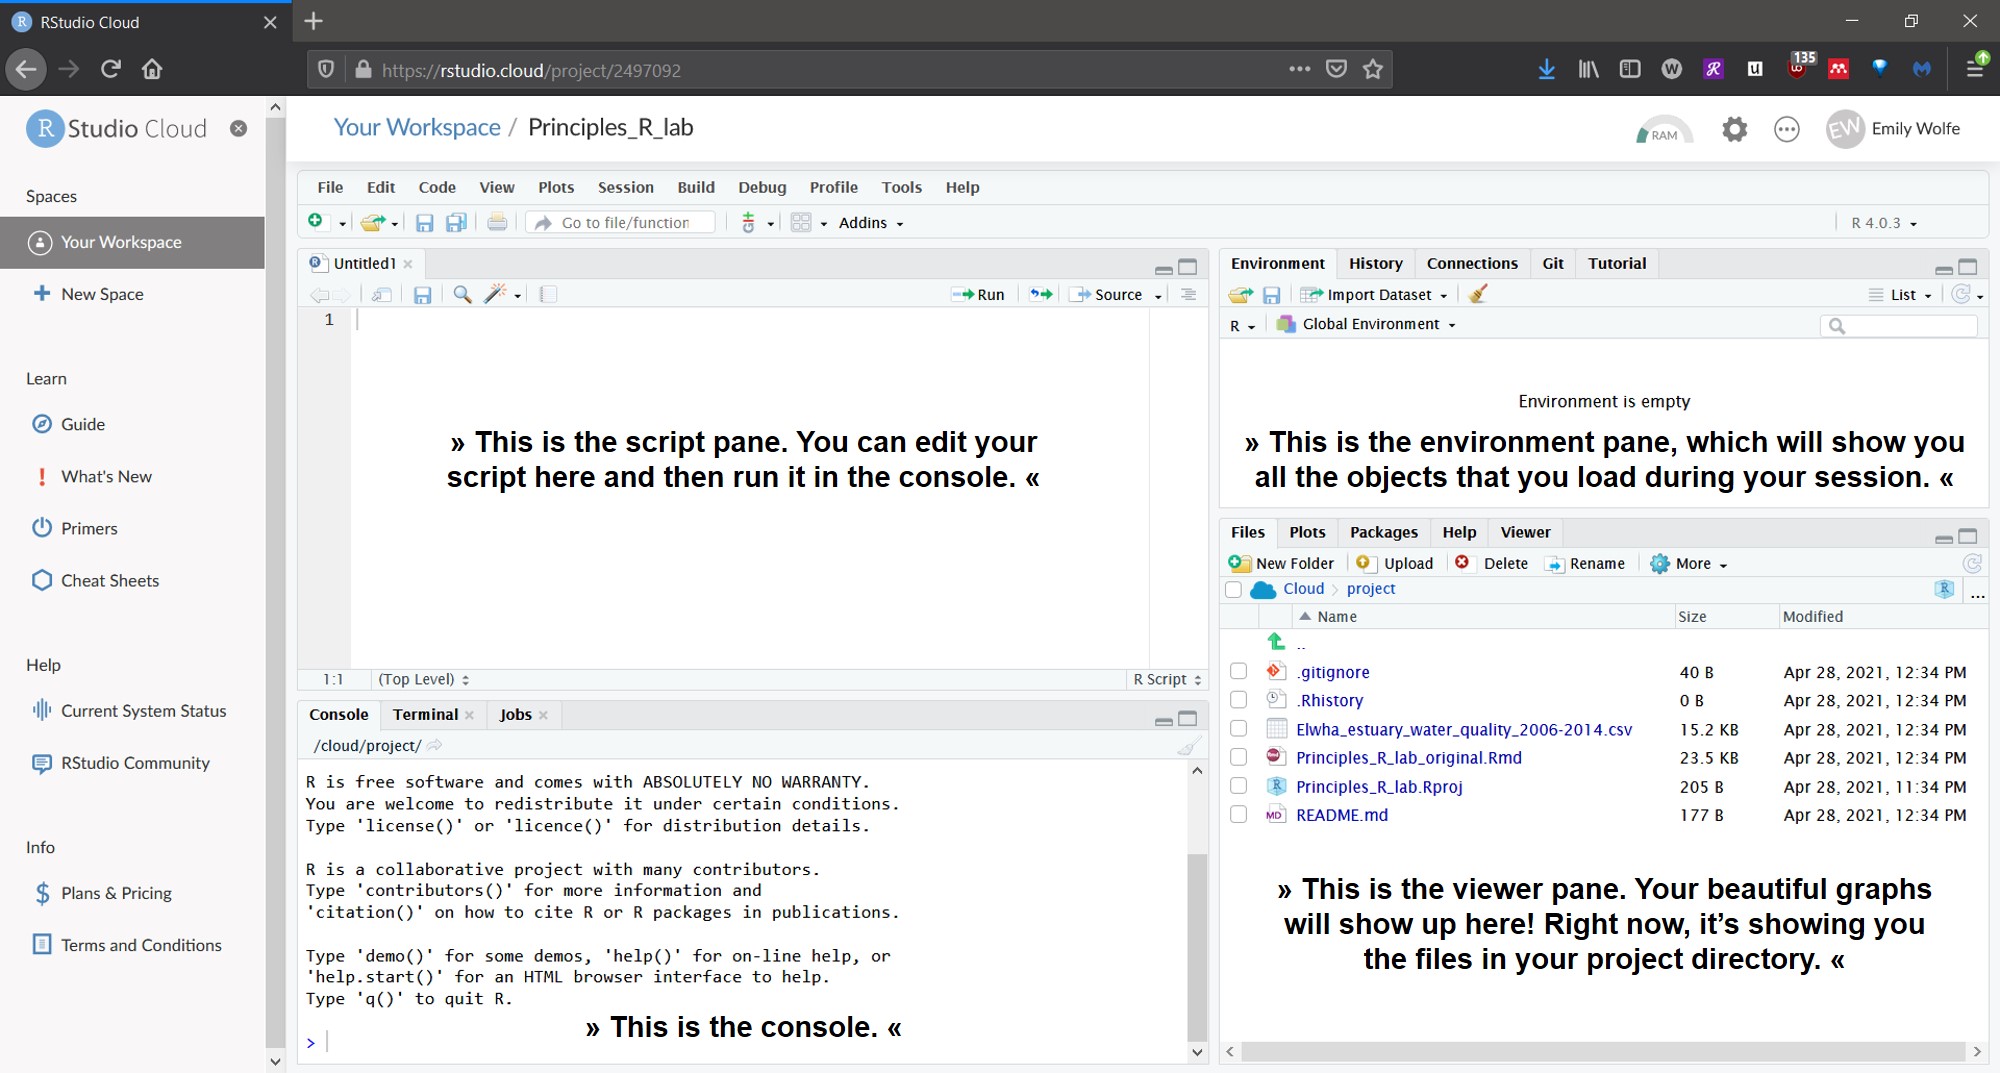 RStudio Cloud
https://rstudio.cloud/project/2497092
135
Studio Cloud
Your Workspace / Principles_R_lab
RAM
EW
Emily Wolfe
Spaces
Your Workspace
New Space
Learn
Guide
What's New
Primers
Cheat Sheets
Help
Current System Status
RStudio Community
Info
Plans & Pricing
Terms and Conditions
File Edit Code View Plots Session Build Debug Profile Tools Help
Go to file/function
Addins
R 4.0.3
Untitled1
Run
Source
1
» This is the script pane. You can edit your
script here and then run it in the console. «
1:1
(Top Level)
R Script
Console
Terminal
Jobs
/cloud/project/
R is free software and comes with ABSOLUTELY NO WARRANTY.
You are welcome to redistribute it under certain conditions.
Type 'license()' or 'licence()' for distribution details.
R is a collaborative project with many contributors.
Type 'contributors()' for more information and
'citation()' on how to cite R or R packages in publications.
Type 'demo()' for some demos, 'help()' for on-line help, or
'help.start()' for an HTML browser interface to help.
Type 'q()' to quit R.
» This is the console. «
>
Environment History Connections Git Tutorial
Import Dataset
List
R
Global Environment
Environment is empty
» This is the environment pane, which will show you
all the objects that you load during your session. «
Files Plots Packages Help Viewer
New Folder Upload Delete Rename More
Cloud project
...
Name Size Modified
..
.gitignore 40 B Apr 28, 2021, 12:34 PM
.Rhistory 0 B Apr 28, 2021, 12:34 PM
Elwha_estuary_water_quality_2006-2014.csv 15.2 KB Apr 28, 2021, 12:34 PM
Principles_R_lab_original.Rmd 23.5 KB Apr 28, 2021, 12:34 PM
Principles_R_lab.Rproj 205 B Apr 28, 2021, 11:34 PM
README.md 177 B Apr 28, 2021, 12:34 PM
» This is the viewer pane. Your beautiful graphs
will show up here! Right now, it’s showing you
the files in your project directory. «